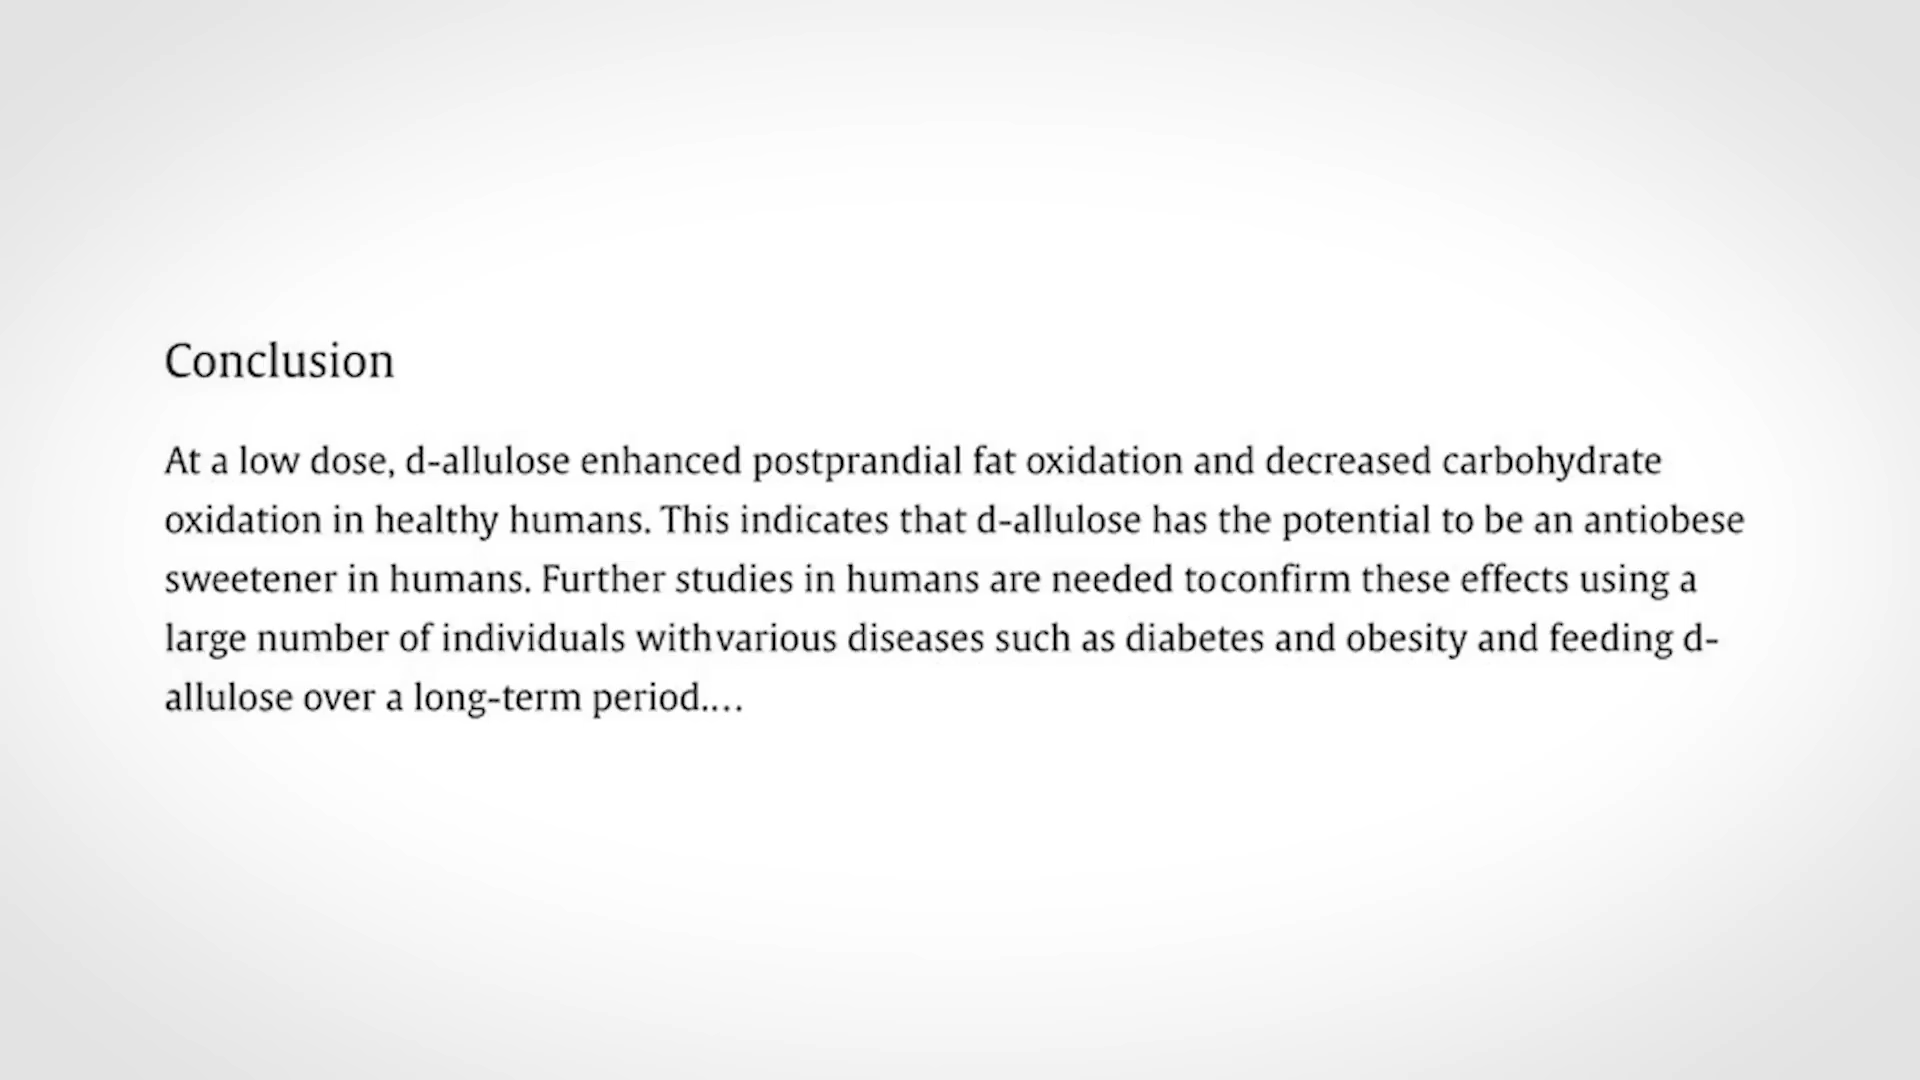 Conclusion
At a low dose, d-allulose enhanced postprandial fat oxidation and decreased carbohydrate
oxidation in healthy humans. This indicates that d-allulose has the potential to be an antiobese
sweetener in humans. Further studies in humans are needed toconfirm these effects using a
large number of individuals withvarious diseases such as diabetes and obesity and feeding d-
allulose over a long-term period.…